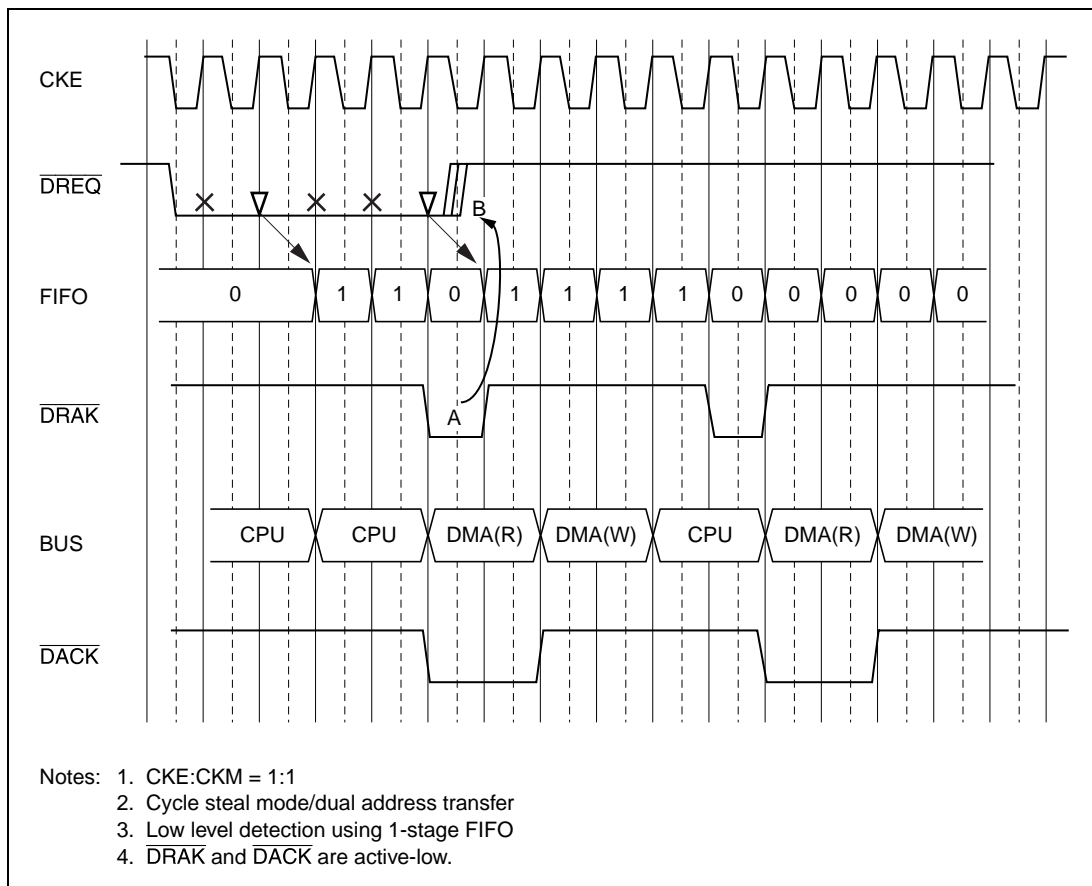 CKE
DREQ
B
FIFO
0 1 1 0 1 1 1 1 0 0 0 0 0
DRAK
A
BUS
CPU CPU DMA(R) DMA(W) CPU DMA(R) DMA(W)
DACK
Notes: 1. CKE:CKM = 1:1
2. Cycle steal mode/dual address transfer
3. Low level detection using 1-stage FIFO
4. DRAK and DACK are active-low.